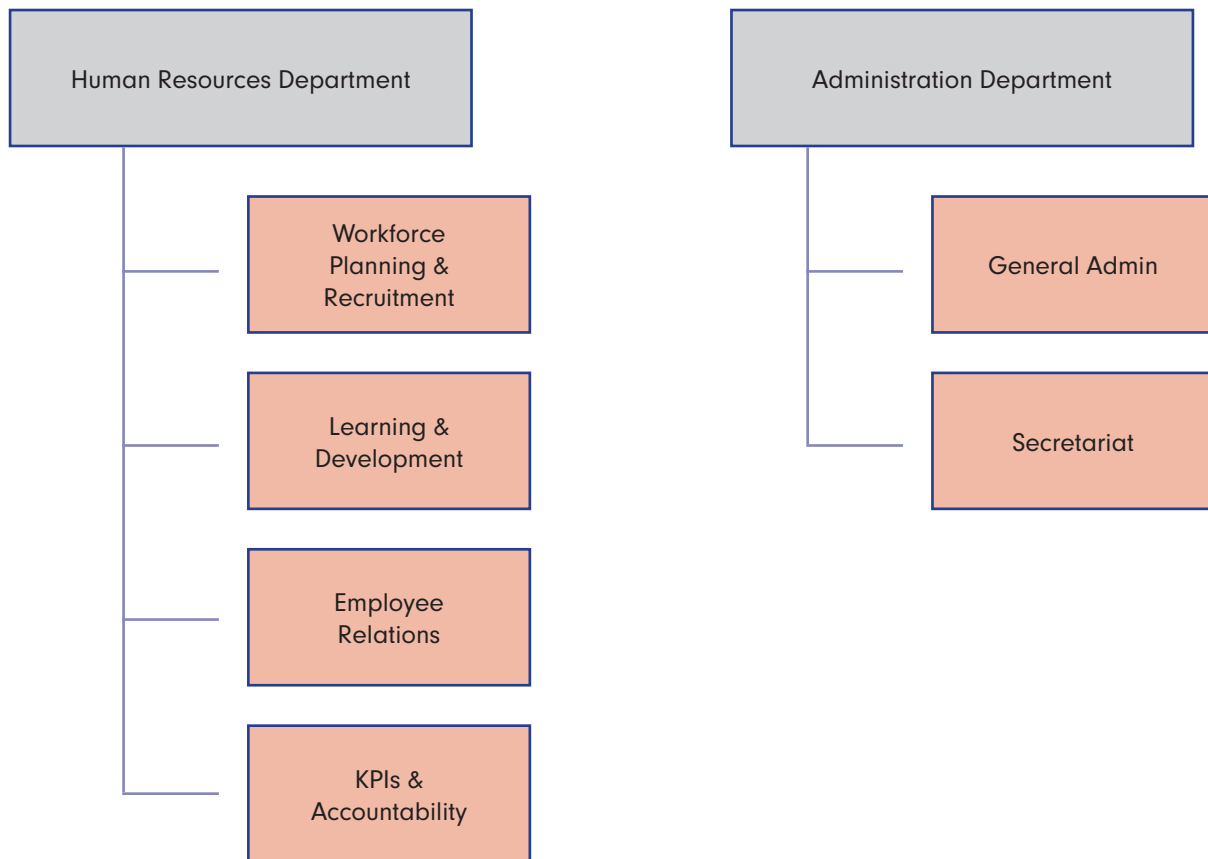 Human Resources Department
Workforce
Planning &
Recruitment
Learning &
Development
Employee
Relations
KPIs &
Accountability
Administration Department
General Admin
Secretariat